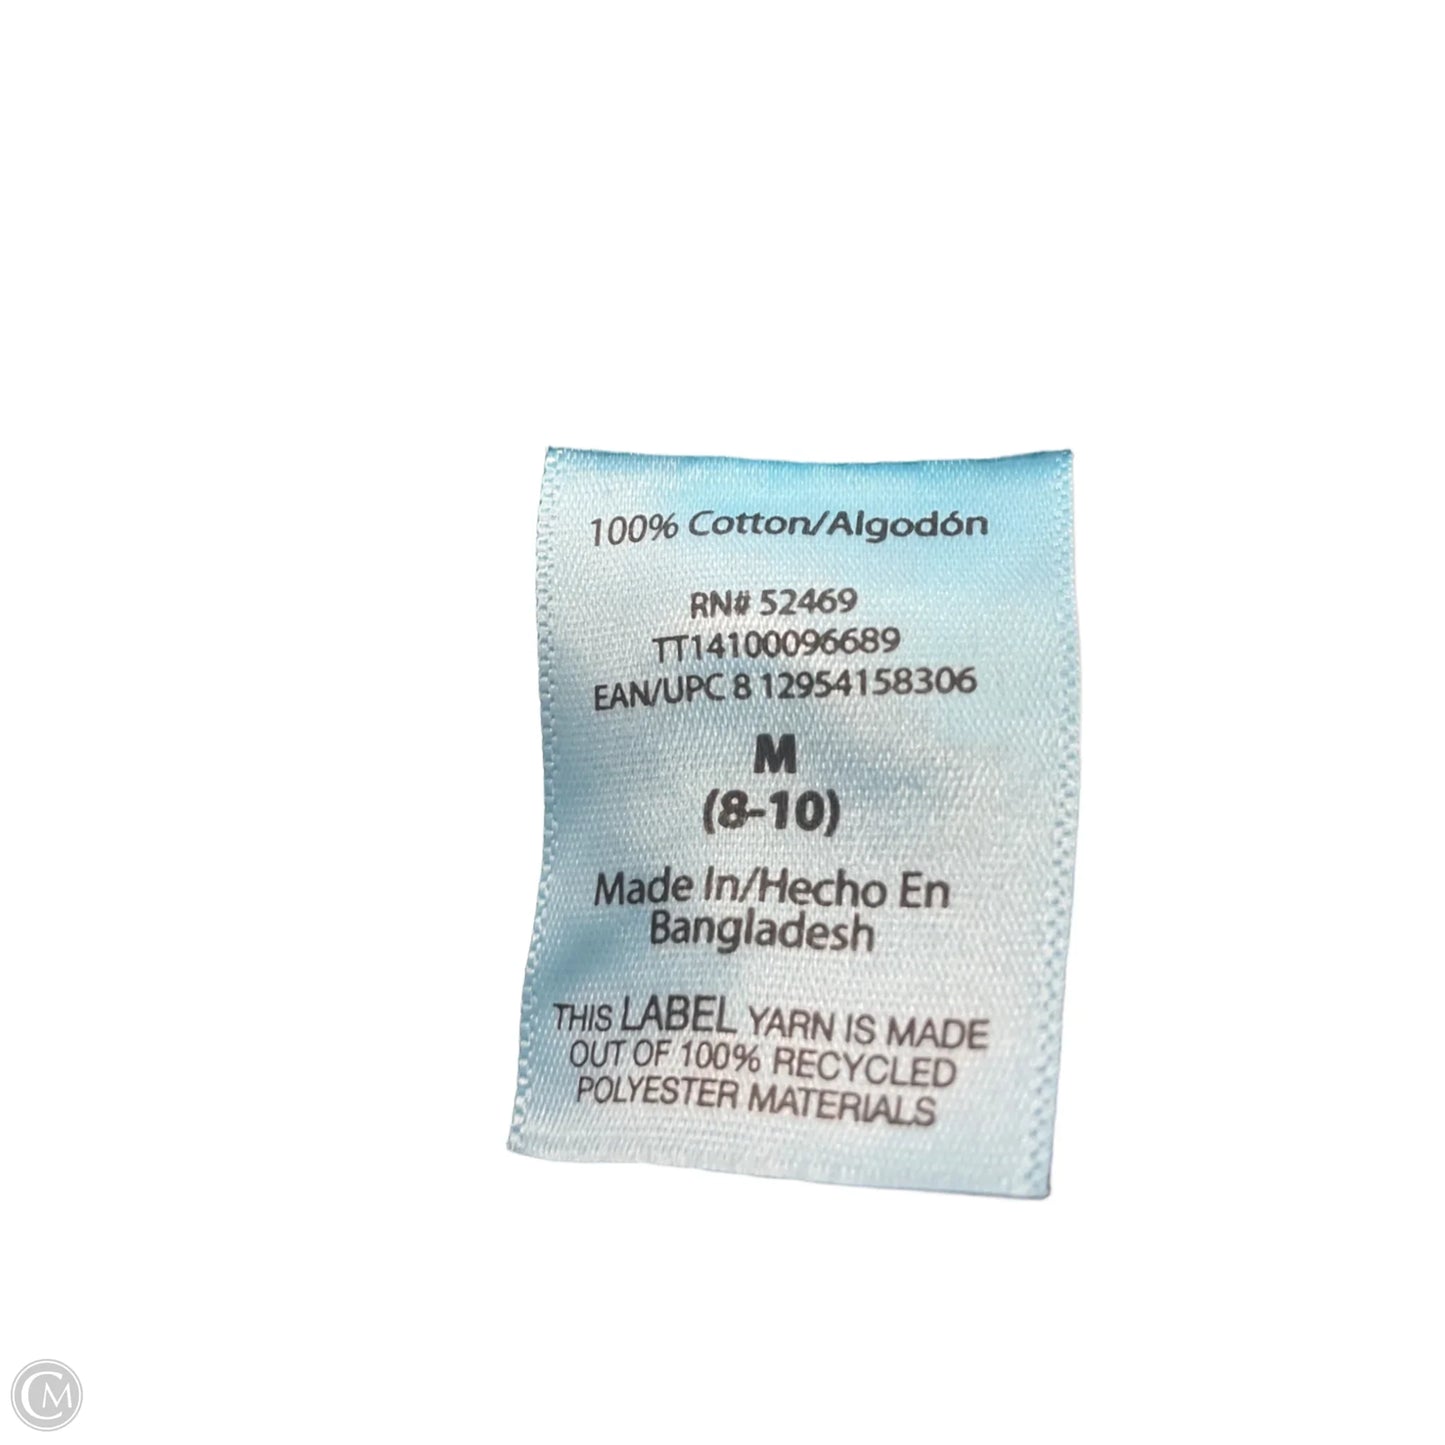 100% Cotton/Algodón
RN# 52469
TT14100096689
EAN/UPC 8 12954158306
M
(8-10)
Made In/Hecho En
Bangladesh
THIS LABEL YARN IS MADE
OUT OF 100% RECYCLED
POLYESTER MATERIALS
CM